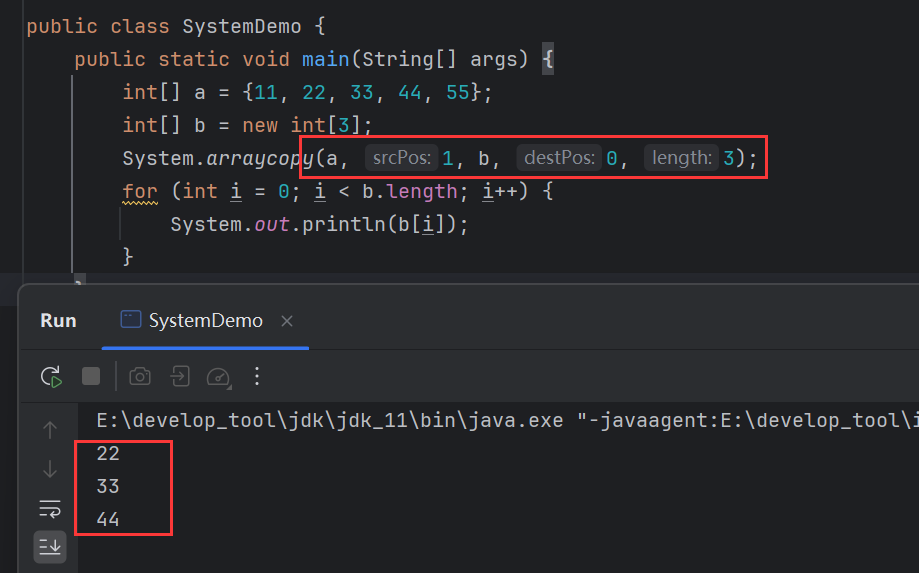 public class SystemDemo {
public static void main(String[] args) {
int[] a = {11, 22, 33, 44, 55};
int[] b = new int[3];
System.arraycopy(a, srcPos: 1, b, destPos: 0, length: 3);
for (int i = 0; i < b.length; i++) {
System.out.println(b[i]);
}
Run SystemDemo ×
E:\develop_tool\jdk\jdk_11\bin\java.exe "-javaagent:E:\develop_tool\i
22
33
44